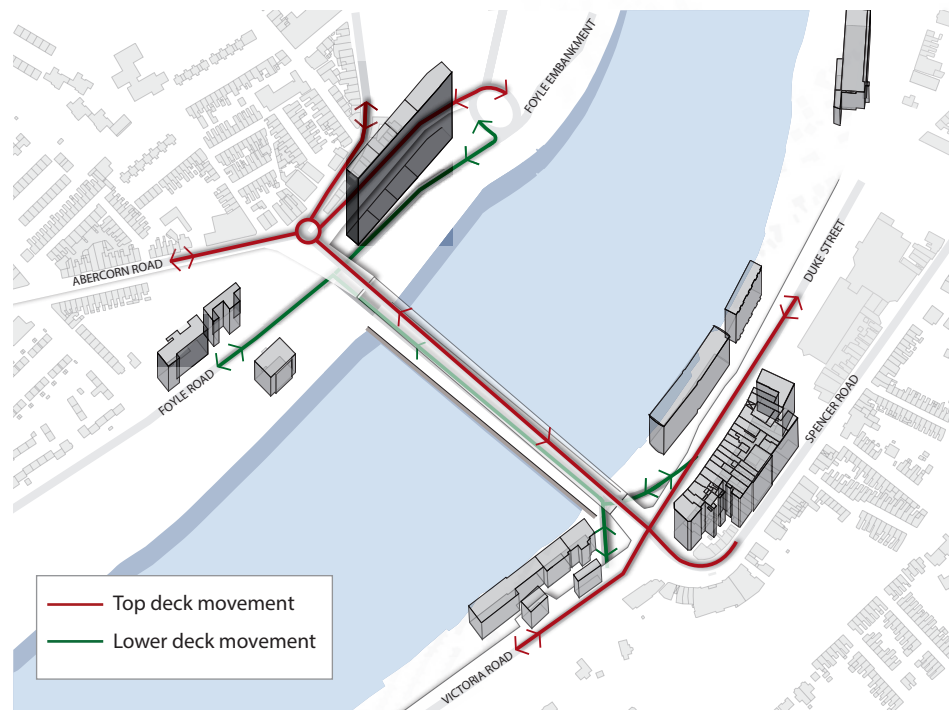 FOYLE EMBANKMENT
ABERCORN ROAD
DUKE STREET
FOYLE ROAD
SPENCER ROAD
Top deck movement
Lower deck movement
VICTORIA ROAD